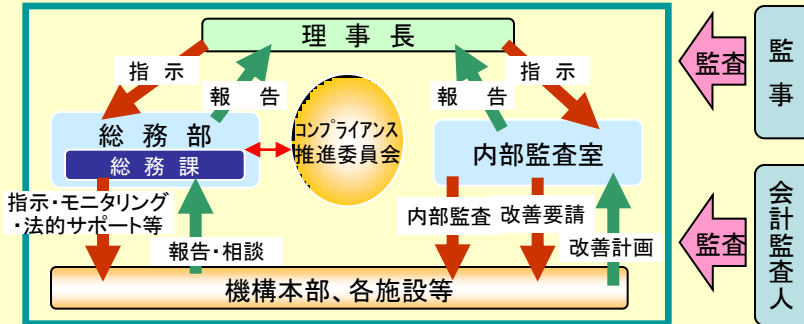 理事長
指示
報告
報告
指示
総務部
総務課
コンプライアンス
推進委員会
内部監査室
指示・モニタリング
・法的サポート等
報告・相談
内部監査
改善要請
改善計画
機構本部、各施設等
監査
監事
監査
会計監査人